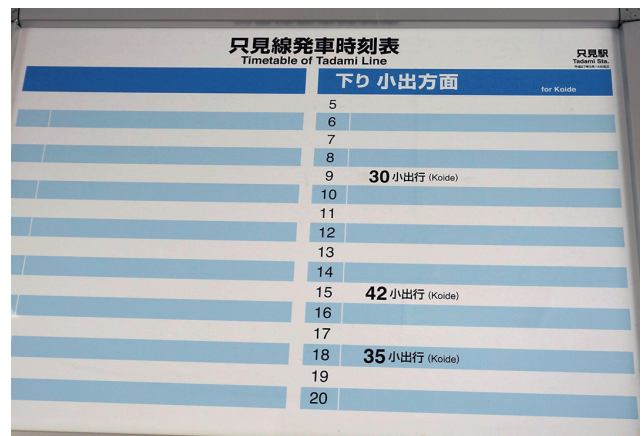 只見線発車時刻表
Timetable of Tadami Line
只見駅
Tadami Sta.
下り 小出方面 for Koide
5
6
7
8
9 30 小出行 (Koide)
10
11
12
13
14
15 42 小出行 (Koide)
16
17
18 35 小出行 (Koide)
19
20